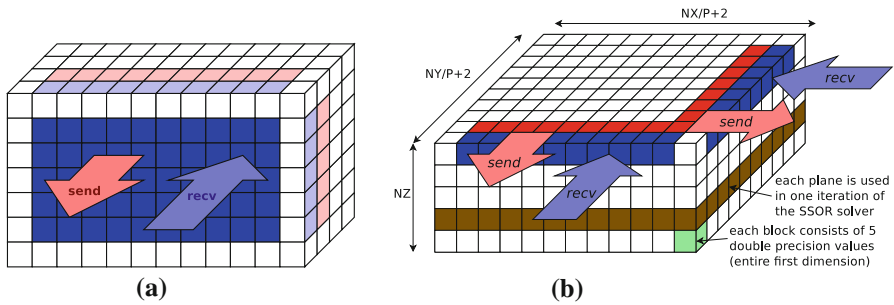 send
recv
(a)
NX/P+2
NY/P+2
NZ
recv
send
send
recv
each plane is used
in one iteration of
the SSOR solver
each block consists of 5
double precision values
(entire first dimension)
(b)